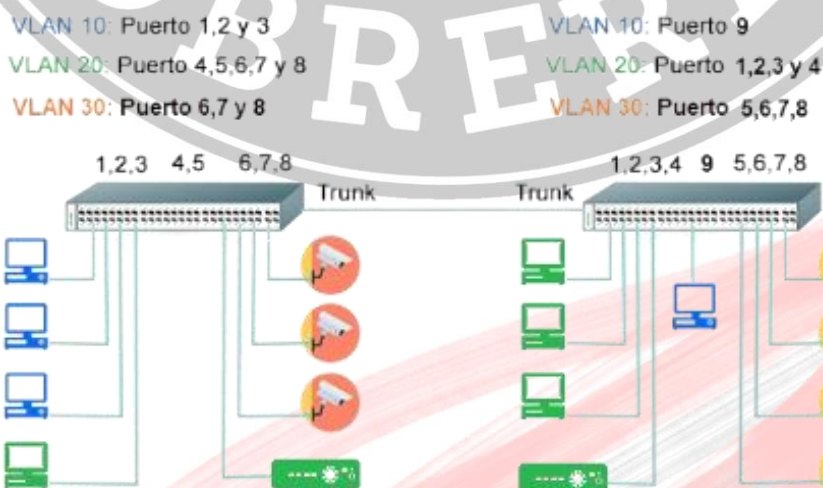 VLAN 10: Puerto 1,2 y 3
VLAN 20: Puerto 4,5,6,7 y 8
VLAN 30: Puerto 6,7 y 8
VLAN 10: Puerto 9
VLAN 20: Puerto 1,2,3 y 4
VLAN 30: Puerto 5,6,7,8
BRER
1,2,3 4,5 6,7,8
Trunk
1,2,3,4 9 5,6,7,8
Trunk